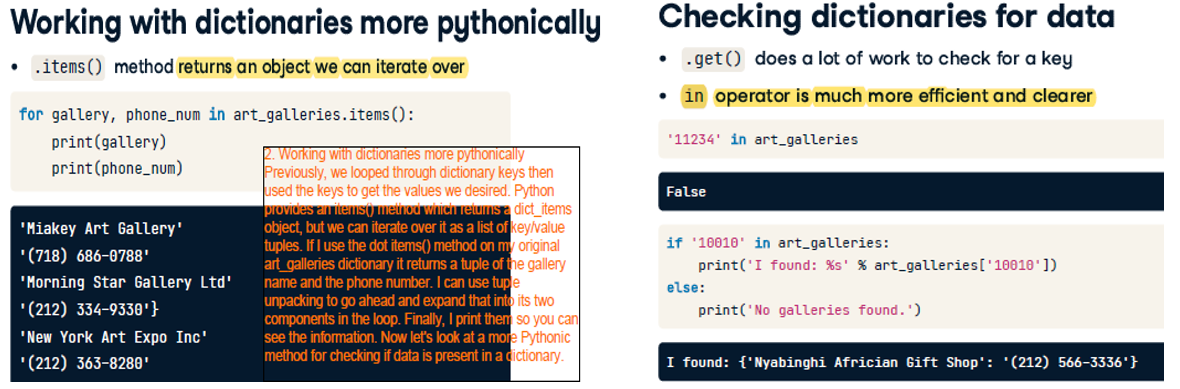 Working with dictionaries more pythonically
• .items() method returns an object we can iterate over
for gallery, phone_num in art_galleries.items():
    print(gallery)
    print(phone_num)
'Miakey Art Gallery'
'(718) 686-0788'
'Morning Star Gallery Ltd'
'(212) 334-9330'}
'New York Art Expo Inc'
'(212) 363-8280'
2. Working with dictionaries more pythonically
Previously, we looped through dictionary keys then
used the keys to get the values we desired. Python
provides an items() method which returns a dict_items
object, but we can iterate over it as a list of key/value
tuples. If I use the dot items() method on my original
art_galleries dictionary it returns a tuple of the gallery
name and the phone number. I can use tuple
unpacking to go ahead and expand that into its two
components in the loop. Finally, I print them so you can
see the information. Now let's look at a more Pythonic
method for checking if data is present in a dictionary.
Checking dictionaries for data
• .get() does a lot of work to check for a key
• in operator is much more efficient and clearer
'11234' in art_galleries
False
if '10010' in art_galleries:
    print('I found: %s' % art_galleries['10010'])
else:
    print('No galleries found.')
I found: {'Nyabinghi Africian Gift Shop': '(212) 566-3336'}